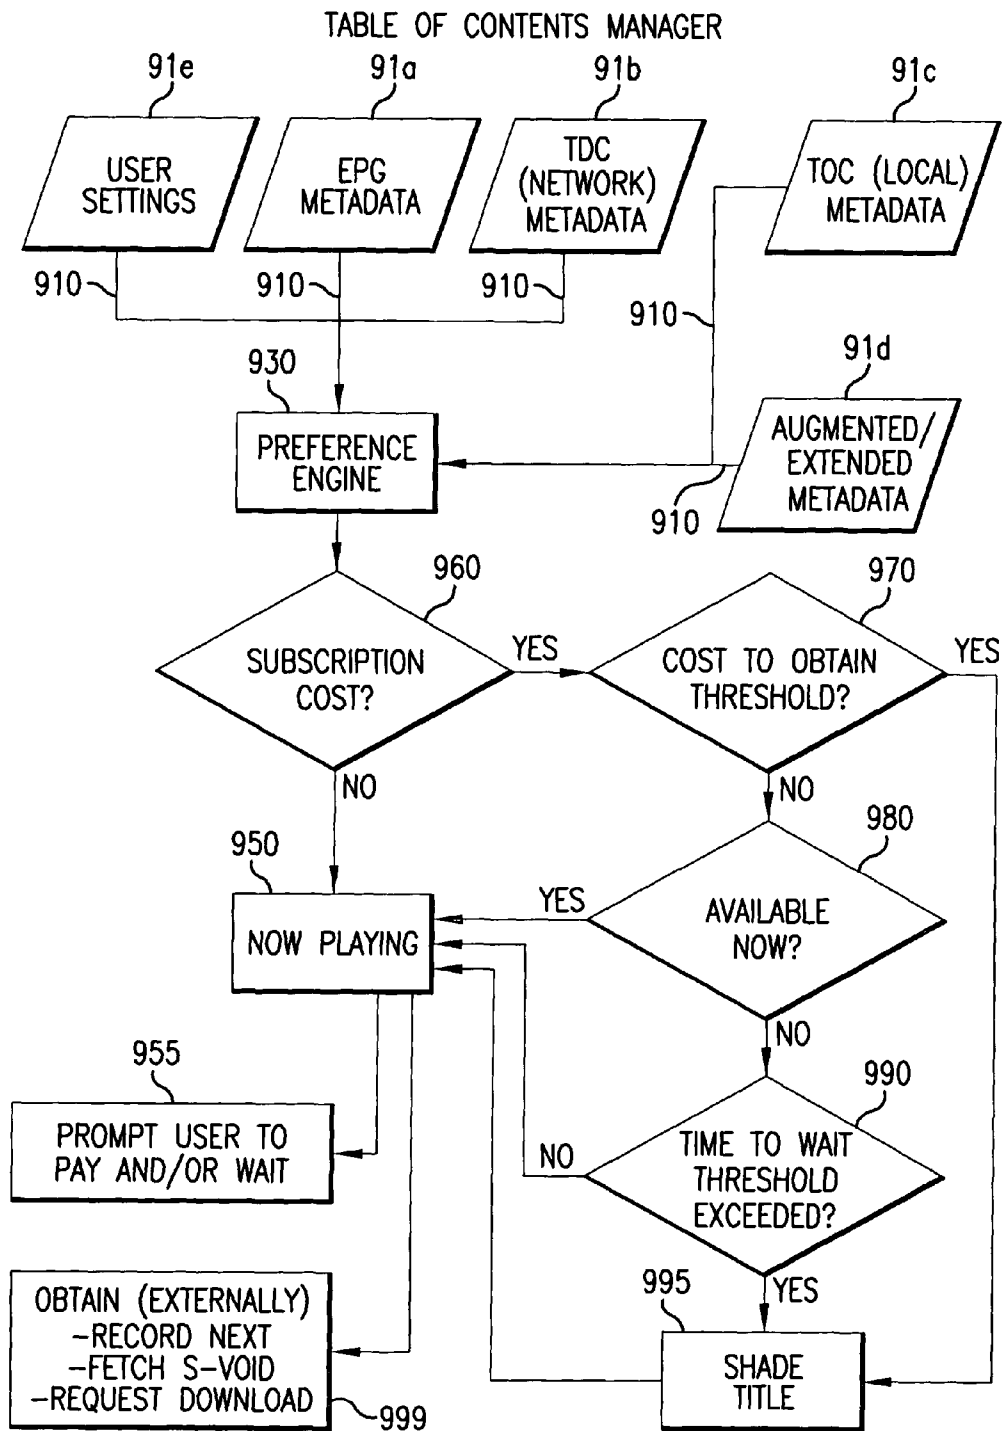 TABLE OF CONTENTS MANAGER
91e
91a
91b
91c
USER
SETTINGS
EPG
METADATA
TDC
(NETWORK)
METADATA
TOC (LOCAL)
METADATA
910
910
910
910
91d
AUGMENTED/
EXTENDED
METADATA
910
930
PREFERENCE
ENGINE
960
SUBSCRIPTION
COST?
YES
NO
970
COST TO OBTAIN
THRESHOLD?
YES
NO
980
AVAILABLE
NOW?
YES
NO
950
NOW PLAYING
990
TIME TO WAIT
THRESHOLD
EXCEEDED?
NO
YES
955
PROMPT USER TO
PAY AND/OR WAIT
995
SHADE
TITLE
OBTAIN (EXTERNALLY)
-RECORD NEXT
-FETCH S-VOID
-REQUEST DOWNLOAD
999